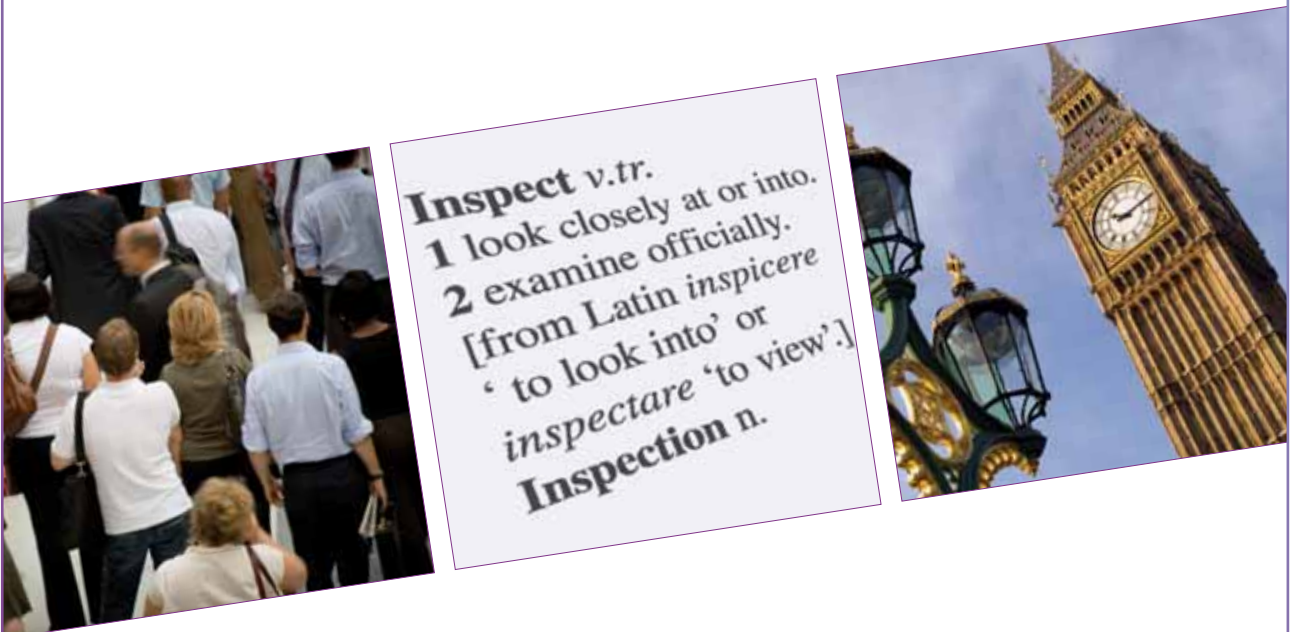 Inspect v.tr.
1 look closely at or into.
2 examine officially.
[from Latin inspicere
‘ to look into’ or
inspectare ‘to view’.]
Inspection n.